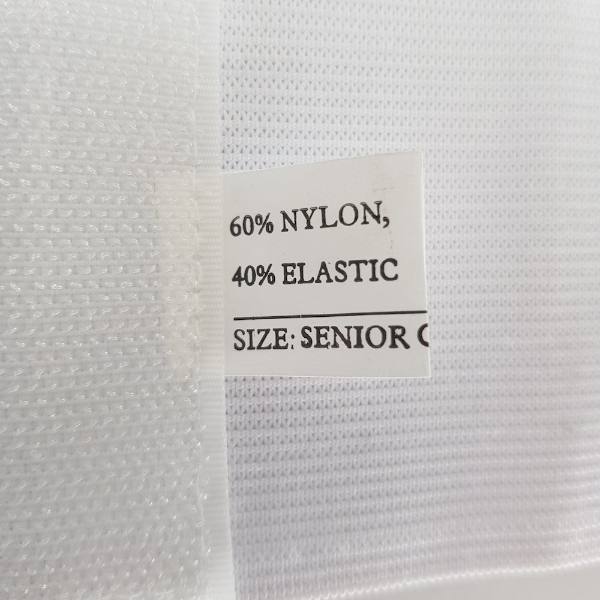 60% NYLON,
40% ELASTIC
SIZE: SENIOR